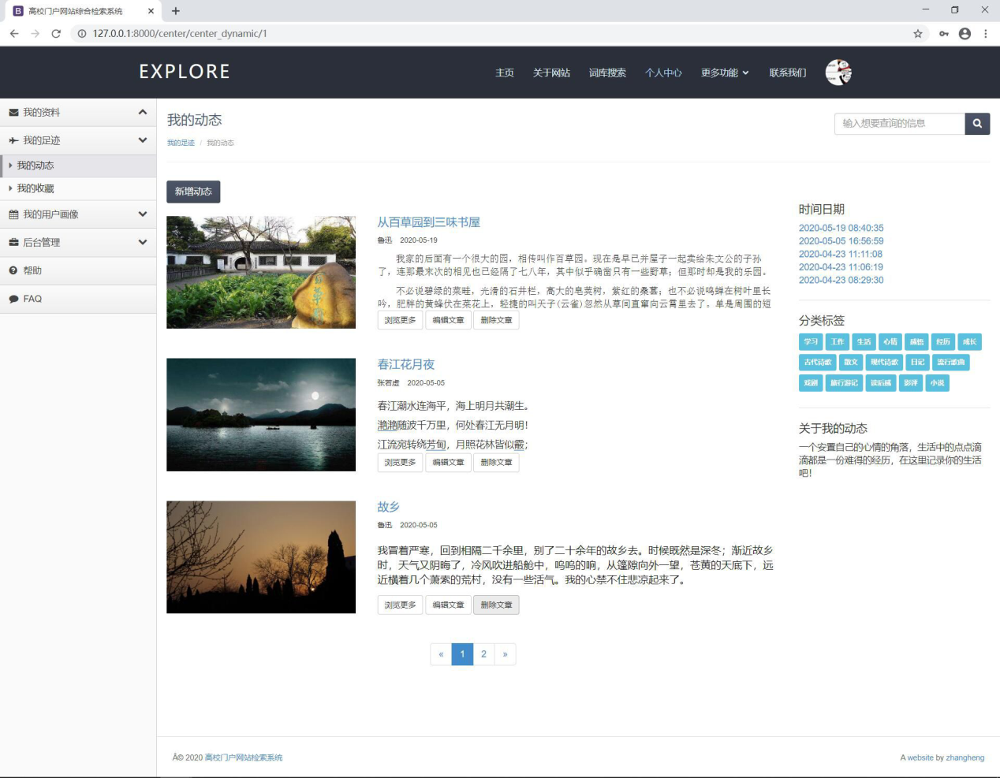 高校门户网站综合检索系统
127.0.0.1:8000/center/center_dynamic/1
EXPLORE
主页 关于网站 词库搜索 个人中心 更多功能 联系我们
我的资料
我的足迹
我的动态
我的收藏
我的用户画像
后台管理
帮助
FAQ
我的动态
我的足迹 / 我的动态
输入想要查询的信息
新增动态
从百草园到三味书屋
鲁迅 2020-05-19
我家的后面有一个很大的园，相传叫作百草园。现在是早已并屋子一起卖给朱文公的子孙
了，连那最末次的相见也已经隔了七八年，其中似乎确凿只有一些野草；但那时却是我的乐园。
不必说碧绿的菜畦，光滑的石井栏，高大的皂荚树，紫红的桑葚；也不必说鸣蝉在树叶里长
吟，肥胖的黄蜂伏在菜花上，轻捷的叫天子(云雀)忽然从草间直窜向云霄里去了。单是周围的短
浏览更多 编辑文章 删除文章
春江花月夜
张若虚 2020-05-05
春江潮水连海平，海上明月共潮生。
滟滟随波千万里，何处春江无月明！
江流宛转绕芳甸，月照花林皆似霰；
浏览更多 编辑文章 删除文章
故乡
鲁迅 2020-05-05
我冒着严寒，回到相隔二千余里，别了二十余年的故乡去。时候既然是深冬；渐近故乡
时，天气又阴晦了，冷风吹进船舱中，呜呜的响，从篷隙向外一望，苍黄的天底下，远
近横着几个萧索的荒村，没有一些活气。我的心禁不住悲凉起来了。
浏览更多 编辑文章 删除文章
« 1 2 »
时间日期
2020-05-19 08:40:35
2020-05-05 16:56:59
2020-04-23 11:11:08
2020-04-23 11:06:19
2020-04-23 08:29:30
分类标签
学习 工作 生活 心情 感悟 经历 成长
古代诗歌 散文 现代诗歌 日记 流行歌曲
戏剧 旅行游记 读后感 影评 小说
关于我的动态
一个安置自己的心情的角落，生活中的点点滴
滴都是一份难得的经历，在这里记录你的生活
吧！
Â© 2020 高校门户网站检索系统
A website by zhangheng